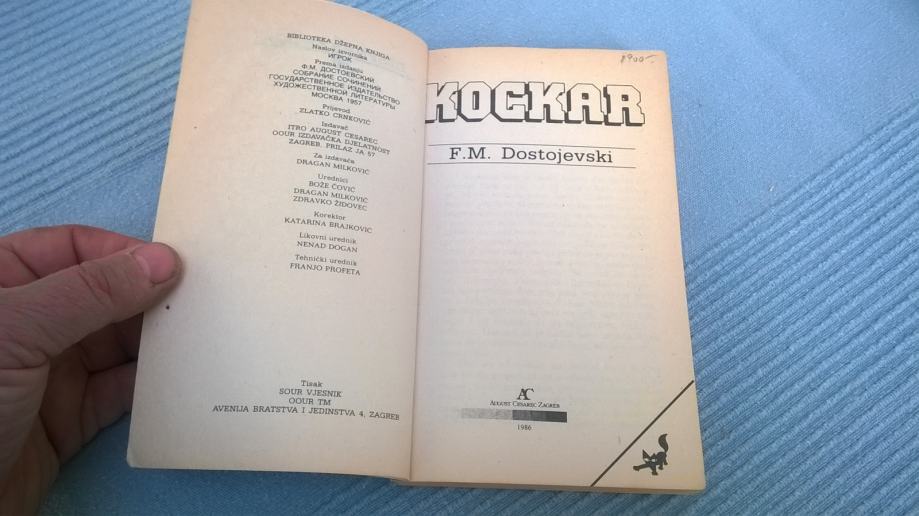 BIBLIOTEKA DŽEPNA KNJIGA
Naslov izvornika
ИГРОК
Prema izdanju
Ф.М. ДОСТОЕВСКИЙ
СОБРАНИЕ СОЧИНЕНИЙ
ГОСУДАРСТВЕННОЕ ИЗДАТЕЛЬСТВО
ХУДОЖЕСТВЕННОЙ ЛИТЕРАТУРЫ
МОСКВА 1957
Prijevod
ZLATKO CRNKOVIĆ
Izdavač
ITRO AUGUST CESAREC
OOUR IZDAVAČKA DJELATNOST
ZAGREB. PRILAZ JA 57
Za izdavača
DRAGAN MILKOVIĆ
Urednici
BOŽE ČOVIĆ
DRAGAN MILKOVIĆ
ZDRAVKO ŽIDOVEC
Korektor
KATARINA BRAJKOVIĆ
Likovni urednik
NENAD DOGAN
Tehnički urednik
FRANJO PROFETA
Tisak
SOUR VJESNIK
OOUR TM
AVENIJA BRATSTVA I JEDINSTVA 4, ZAGREB
KOCKAR
F.M. Dostojevski
AC
AUGUST CESAREC ZAGREB
1986